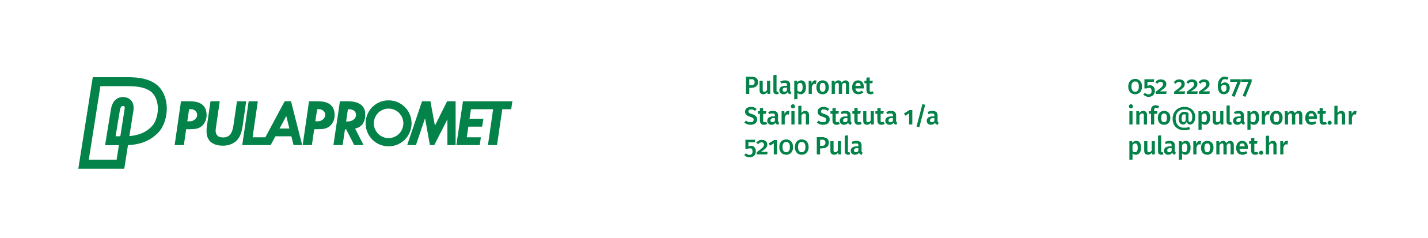 PULAPROMET
Pulapromet
Starih Statuta 1/a
52100 Pula
052 222 677
info@pulapromet.hr
pulapromet.hr